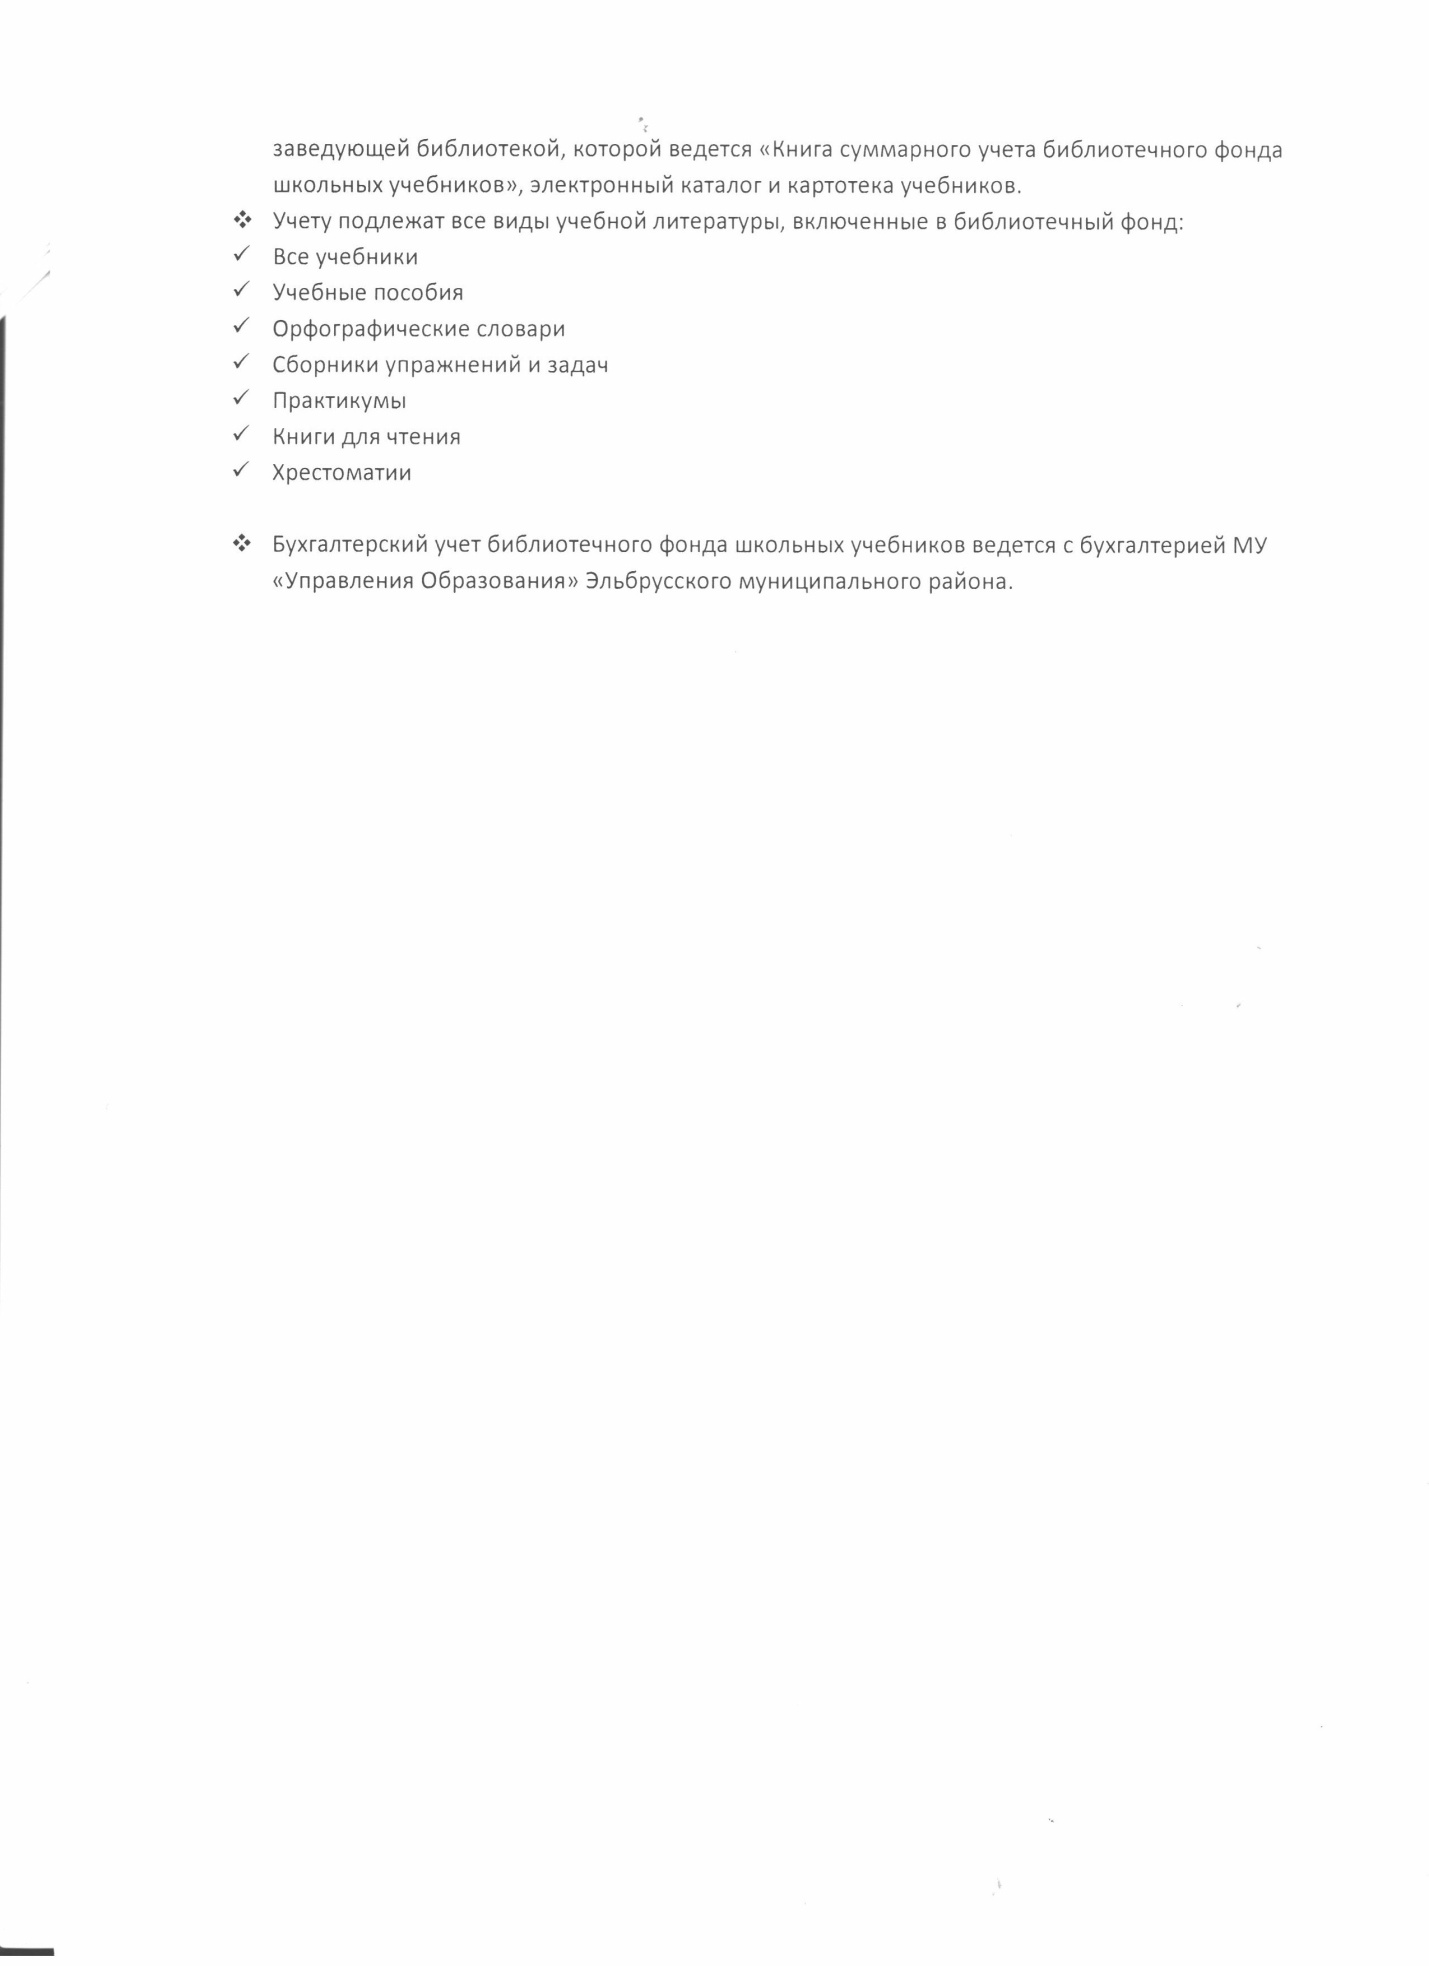 заведующей библиотекой, которой ведется «Книга суммарного учета библиотечного фонда
школьных учебников», электронный каталог и картотека учебников.
❖ Учету подлежат все виды учебной литературы, включенные в библиотечный фонд:
✓ Все учебники
✓ Учебные пособия
✓ Орфографические словари
✓ Сборники упражнений и задач
✓ Практикумы
✓ Книги для чтения
✓ Хрестоматии
❖ Бухгалтерский учет библиотечного фонда школьных учебников ведется с бухгалтерией МУ
«Управления Образования» Эльбрусского муниципального района.